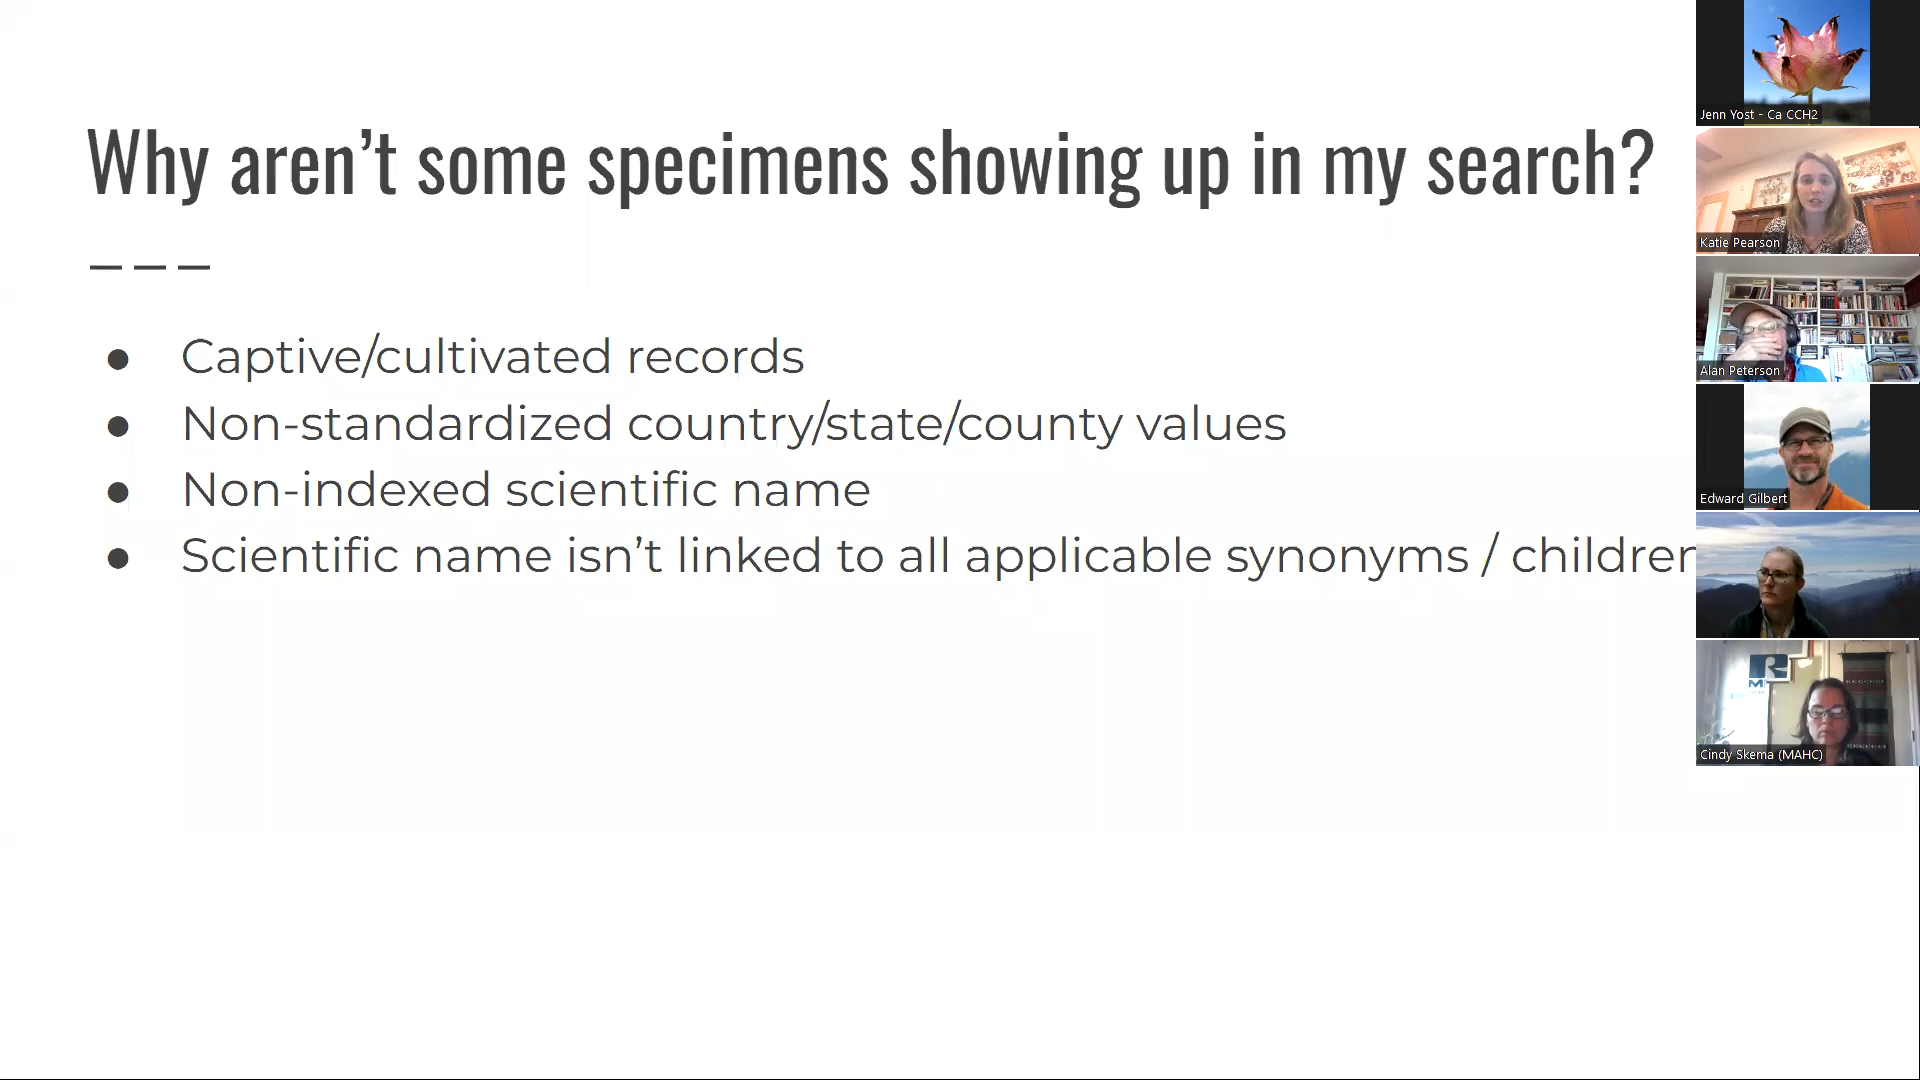 Why aren’t some specimens showing up in my search?
● Captive/cultivated records
● Non-standardized country/state/county values
● Non-indexed scientific name
● Scientific name isn’t linked to all applicable synonyms / children
Jenn Yost - Ca CCH2
Katie Pearson
Alan Peterson
Edward Gilbert
R
M
Cindy Skema (MAHC)